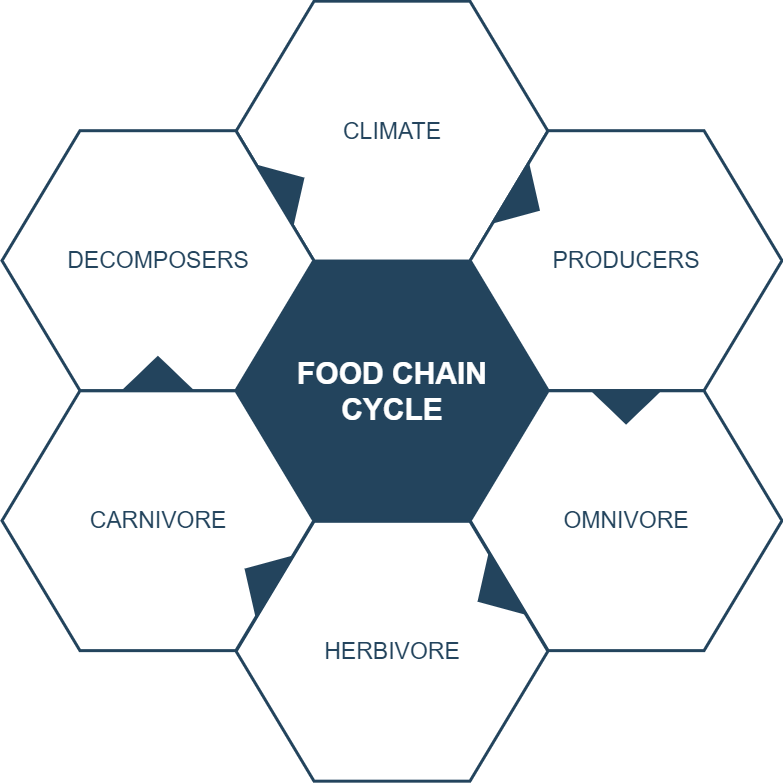 CLIMATE
DECOMPOSERS
PRODUCERS
FOOD CHAIN
CYCLE
CARNIVORE
OMNIVORE
HERBIVORE